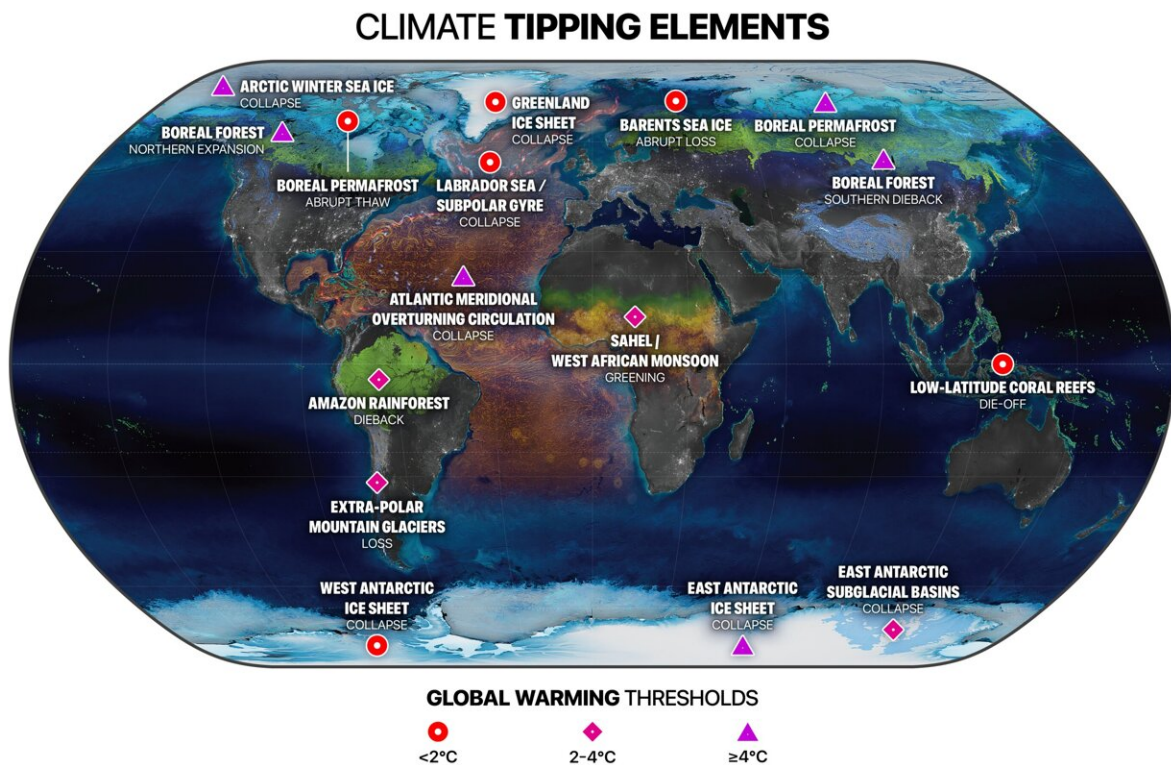 CLIMATE TIPPING ELEMENTS
ARCTIC WINTER SEA ICE
COLLAPSE
BOREAL FOREST
NORTHERN EXPANSION
BOREAL PERMAFROST
ABRUPT THAW
GREENLAND
ICE SHEET
COLLAPSE
LABRADOR SEA /
SUBPOLAR GYRE
COLLAPSE
BARENTS SEA ICE
ABRUPT LOSS
BOREAL PERMAFROST
COLLAPSE
BOREAL FOREST
SOUTHERN DIEBACK
ATLANTIC MERIDIONAL
OVERTURNING CIRCULATION
COLLAPSE
SAHEL /
WEST AFRICAN MONSOON
GREENING
LOW-LATITUDE CORAL REEFS
DIE-OFF
AMAZON RAINFOREST
DIEBACK
EXTRA-POLAR
MOUNTAIN GLACIERS
LOSS
WEST ANTARCTIC
ICE SHEET
COLLAPSE
EAST ANTARCTIC
ICE SHEET
COLLAPSE
EAST ANTARCTIC
SUBGLACIAL BASINS
COLLAPSE
GLOBAL WARMING THRESHOLDS
<2°C
2-4°C
≥4°C